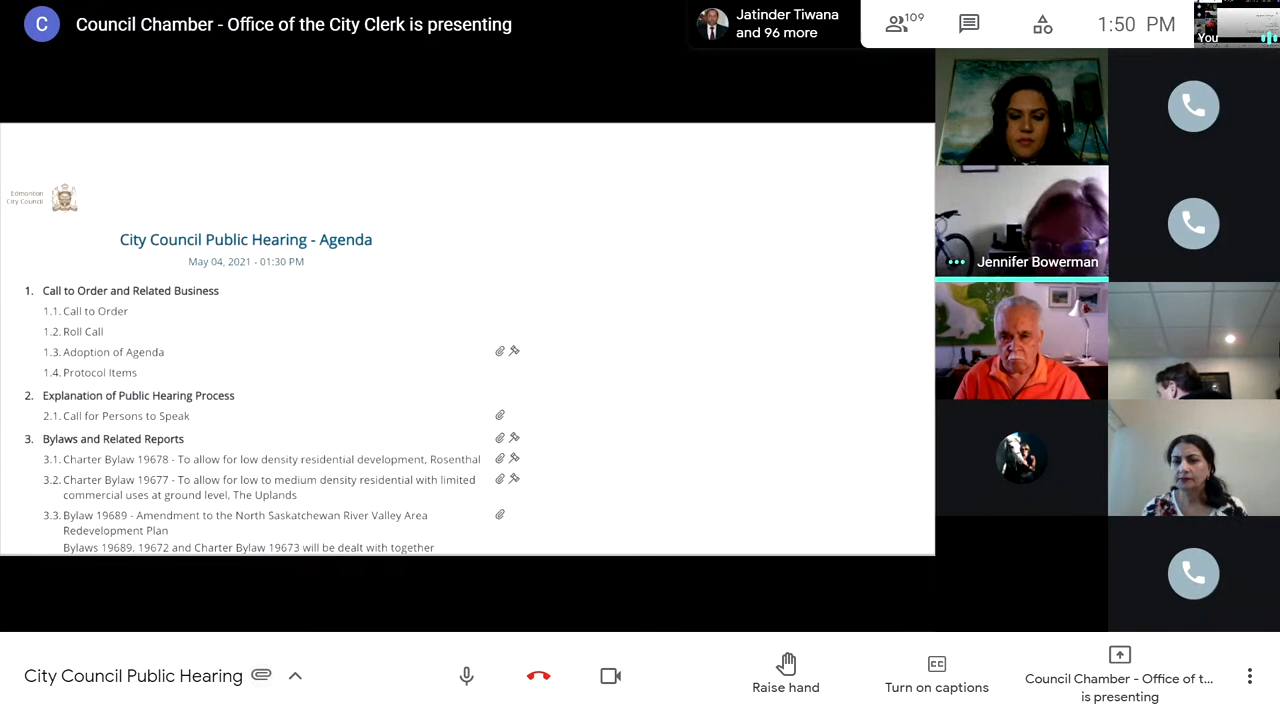 C
Council Chamber - Office of the City Clerk is presenting
Jatinder Tiwana
and 96 more
109
1:50 PM
You
Edmonton
City Council
City Council Public Hearing - Agenda
May 04, 2021 - 01:30 PM
1. Call to Order and Related Business
1.1. Call to Order
1.2. Roll Call
1.3. Adoption of Agenda
1.4. Protocol Items
2. Explanation of Public Hearing Process
2.1. Call for Persons to Speak
3. Bylaws and Related Reports
3.1. Charter Bylaw 19678 - To allow for low density residential development, Rosenthal
3.2. Charter Bylaw 19677 - To allow for low to medium density residential with limited
commercial uses at ground level, The Uplands
3.3. Bylaw 19689 - Amendment to the North Saskatchewan River Valley Area
Redevelopment Plan
Bylaws 19689, 19672 and Charter Bylaw 19673 will be dealt with together
Jennifer Bowerman
City Council Public Hearing
Raise hand
CC
Turn on captions
Council Chamber - Office of t...
is presenting